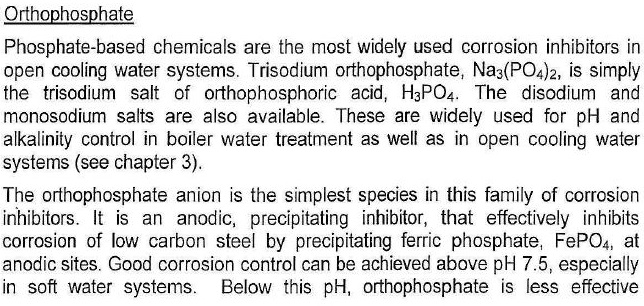 Orthophosphate
Phosphate-based chemicals are the most widely used corrosion inhibitors in
open cooling water systems. Trisodium orthophosphate, Na₃(PO₄)₂, is simply
the trisodium salt of orthophosphoric acid, H₃PO₄. The disodium and
monosodium salts are also available. These are widely used for pH and
alkalinity control in boiler water treatment as well as in open cooling water
systems (see chapter 3).
The orthophosphate anion is the simplest species in this family of corrosion
inhibitors. It is an anodic, precipitating inhibitor, that effectively inhibits
corrosion of low carbon steel by precipitating ferric phosphate, FePO₄, at
anodic sites. Good corrosion control can be achieved above pH 7.5, especially
in soft water systems. Below this pH, orthophosphate is less effective